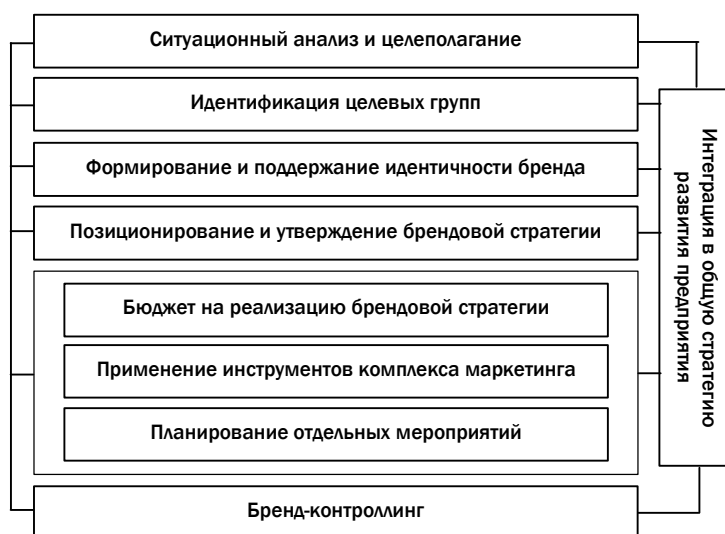 Ситуационный анализ и целеполагание
Идентификация целевых групп
Формирование и поддержание идентичности бренда
Позиционирование и утверждение брендовой стратегии
Бюджет на реализацию брендовой стратегии
Применение инструментов комплекса маркетинга
Планирование отдельных мероприятий
Бренд-контроллинг
Интеграция в общую стратегию
развития предприятия